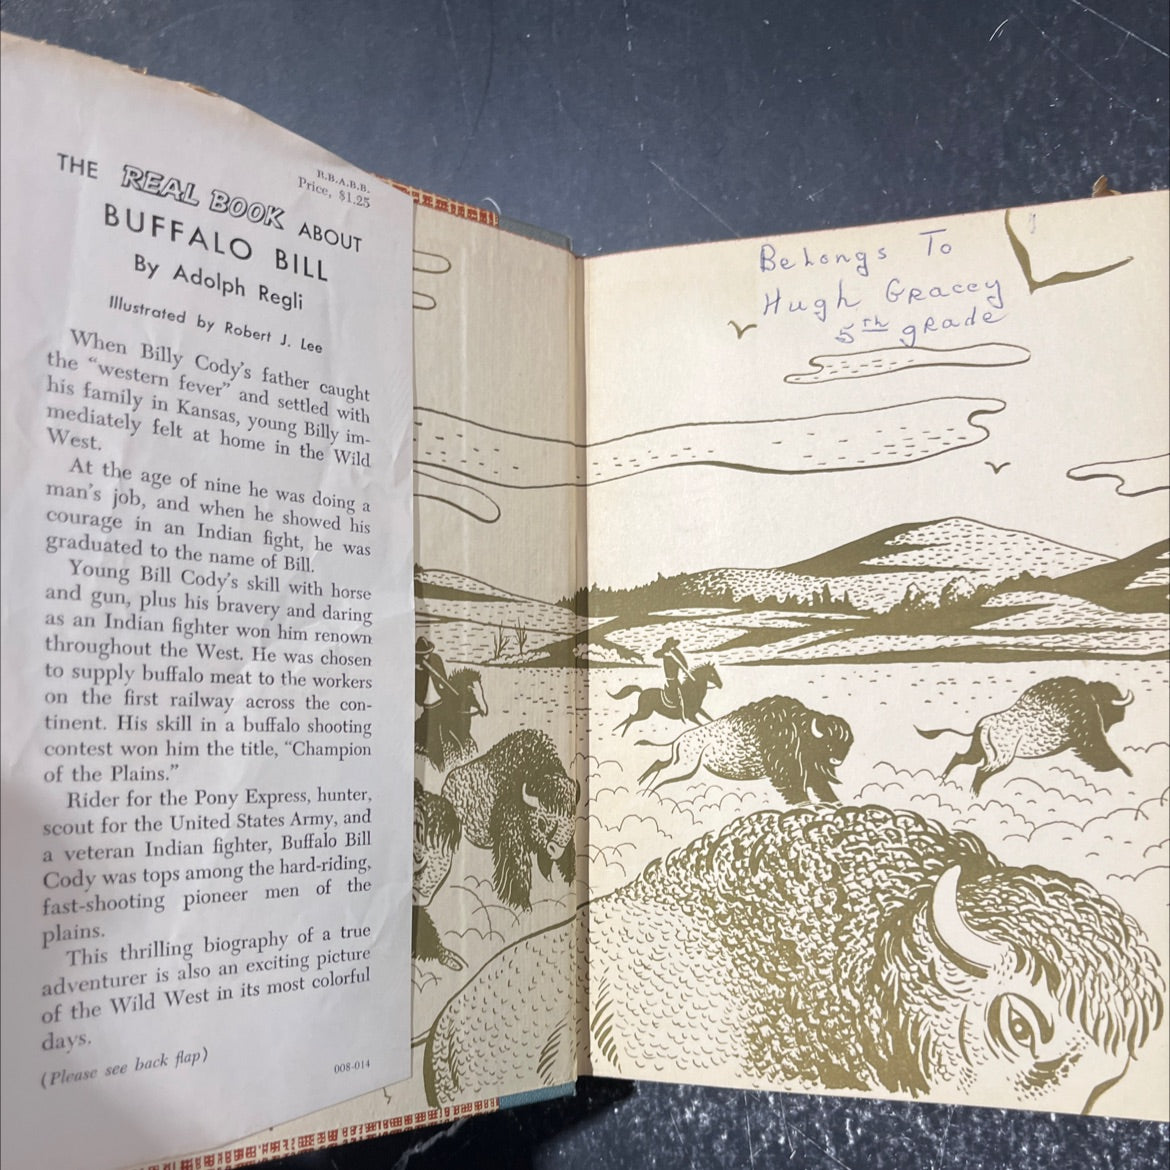 R.B.A.B.B.
Price, $1.25
THE REAL BOOK ABOUT
BUFFALO BILL
By Adolph Regli
Illustrated by Robert J. Lee
When Billy Cody's father caught
the "western fever" and settled with
his family in Kansas, young Billy im-
mediately felt at home in the Wild
West.
At the age of nine he was doing a
man's job, and when he showed his
courage in an Indian fight, he was
graduated to the name of Bill.
Young Bill Cody's skill with horse
and gun, plus his bravery and daring
as an Indian fighter won him renown
throughout the West. He was chosen
to supply buffalo meat to the workers
on the first railway across the con-
tinent. His skill in a buffalo shooting
contest won him the title, "Champion
of the Plains."
Rider for the Pony Express, hunter,
scout for the United States Army, and
a veteran Indian fighter, Buffalo Bill
Cody was tops among the hard-riding,
fast-shooting pioneer men of the
plains.
This thrilling biography of a true
adventurer is also an exciting picture
of the Wild West in its most colorful
days.
(Please see back flap)
008-014
Belongs To
Hugh Gracey
5th grade